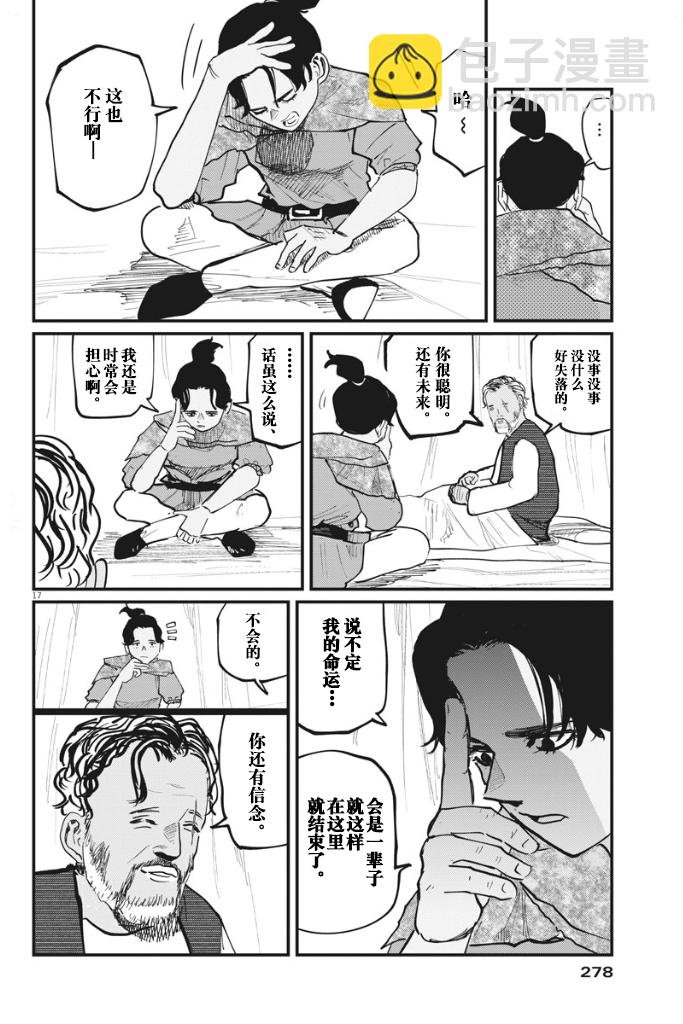 包子漫畫
baozimh.com
…
哈～
这也
不行啊—
没事没事
没什么
好失落的。
你很聪明。
还有未来。
……
话虽这么说、
我还是
时常会
担心啊。
17
说不定
我的命运…
会是一辈子
就这样
在这里
就结束了。
不会的。
你还有信念。
278